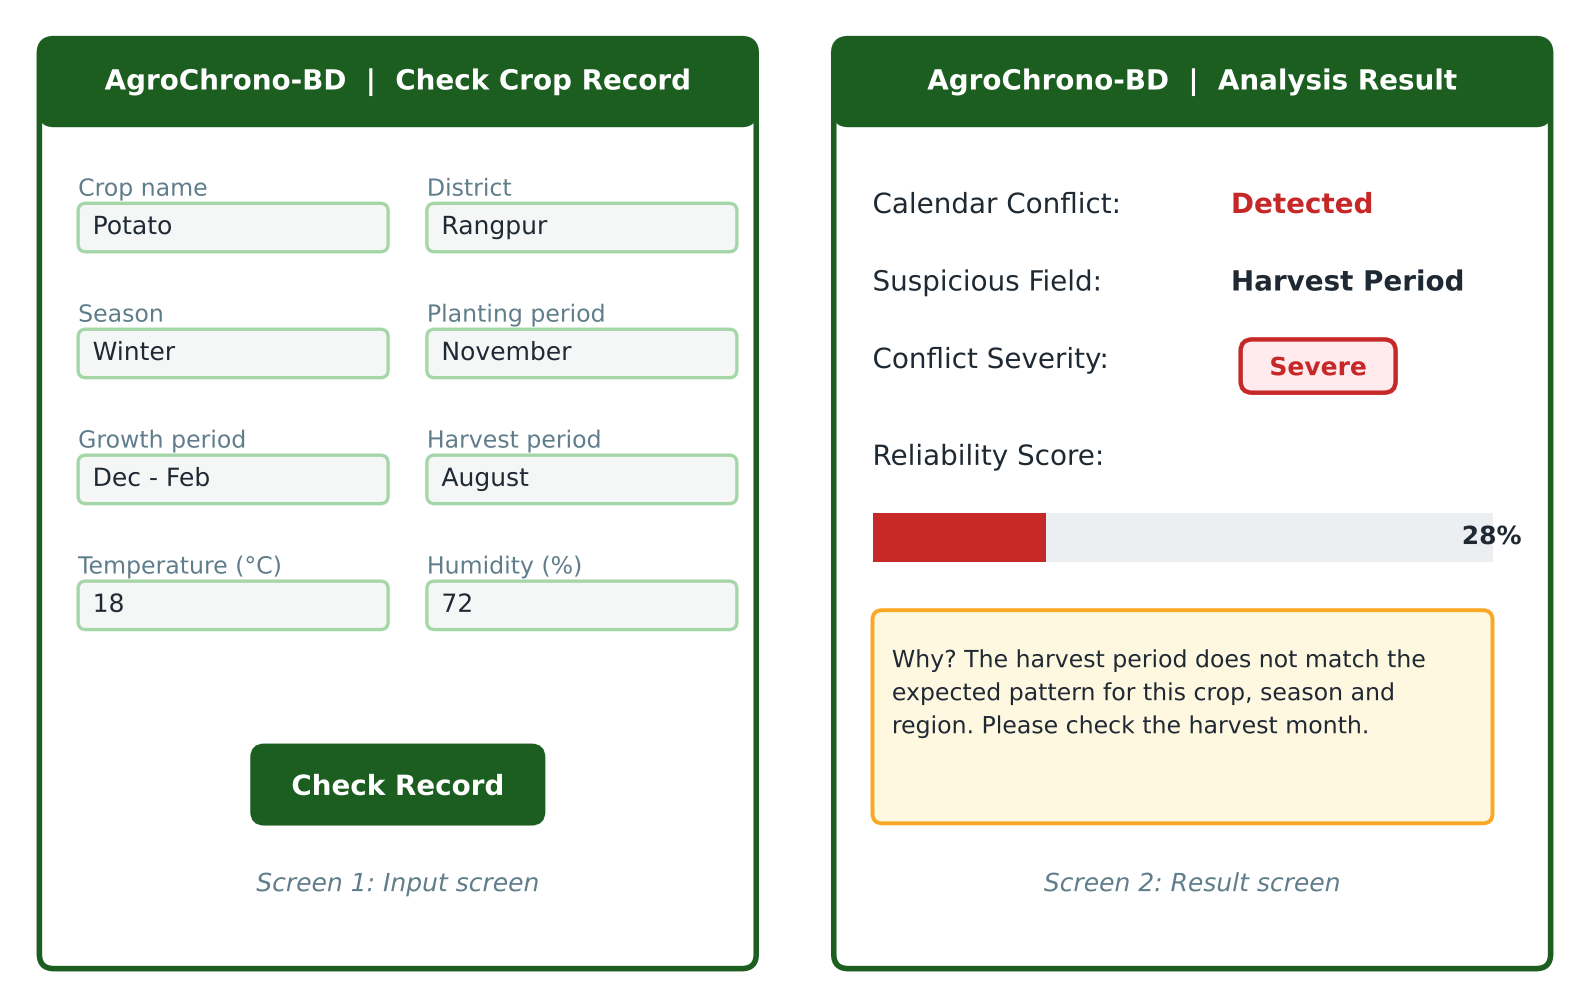 AgroChrono-BD | Check Crop Record
Crop name
Potato
District
Rangpur
Season
Winter
Planting period
November
Growth period
Dec - Feb
Harvest period
August
Temperature (°C)
18
Humidity (%)
72
Check Record
Screen 1: Input screen
AgroChrono-BD | Analysis Result
Calendar Conflict: Detected
Suspicious Field: Harvest Period
Conflict Severity: Severe
Reliability Score:
28%
Why? The harvest period does not match the
expected pattern for this crop, season and
region. Please check the harvest month.
Screen 2: Result screen